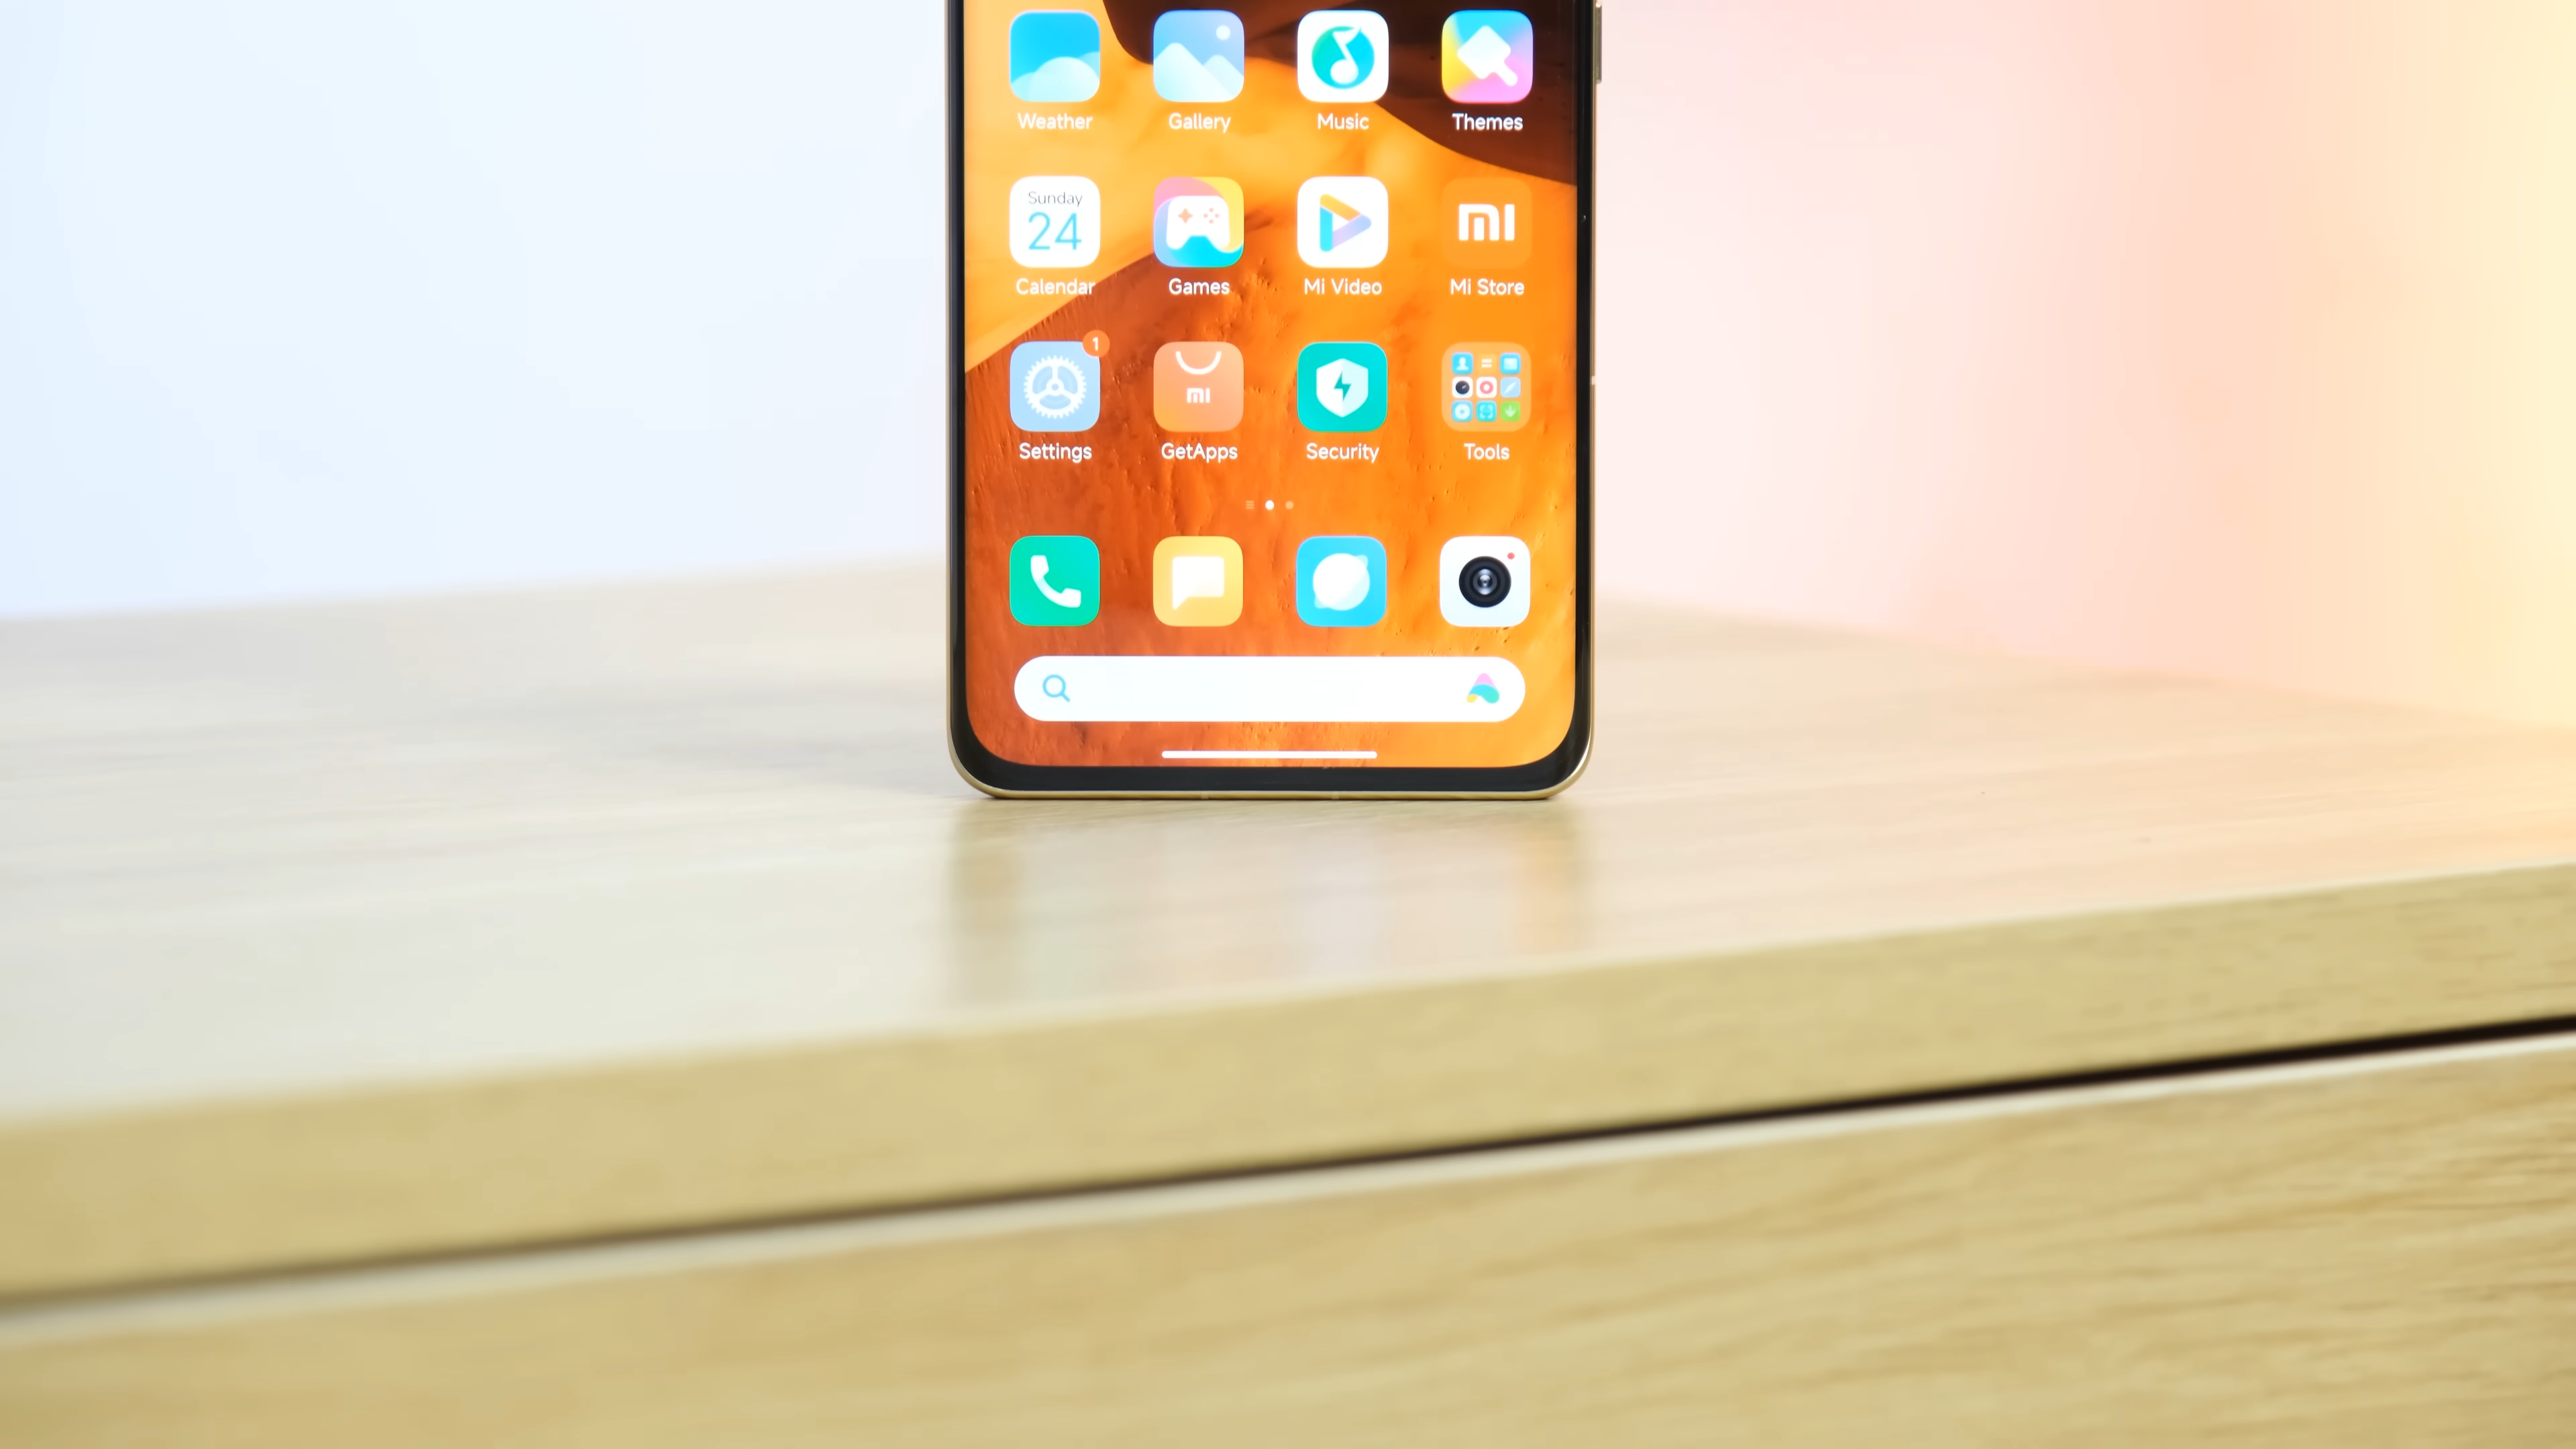 Weather Gallery Music Themes
Sunday
24
mi
Calendar Games Mi Video Mi Store
1
mi
Settings GetApps Security Tools